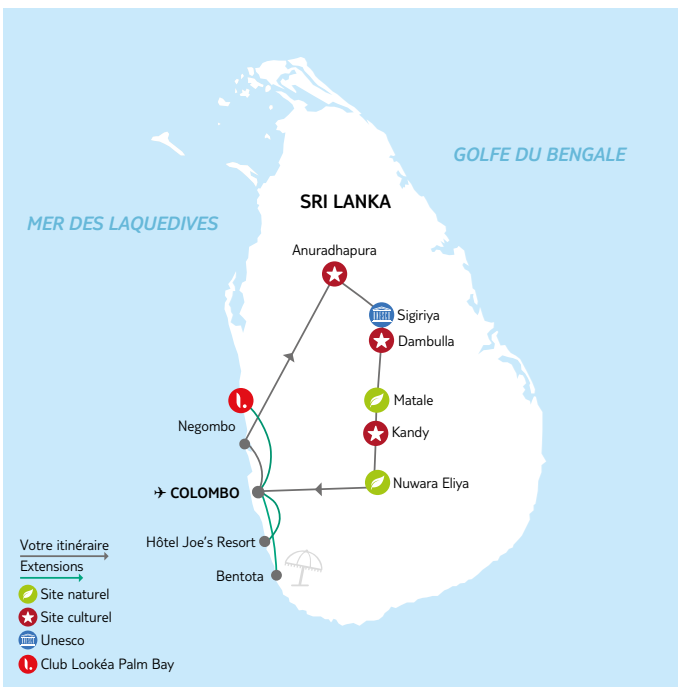 GOLFE DU BENGALE
SRI LANKA
MER DES LAQUEDIVES
Anuradhapura
Sigiriya
Dambulla
Matale
Negombo
Kandy
Nuwara Eliya
COLOMBO
Hôtel Joe's Resort
Bentota
Votre itinéraire
Extensions
Site naturel
Site culturel
Unesco
Club Lookéa Palm Bay